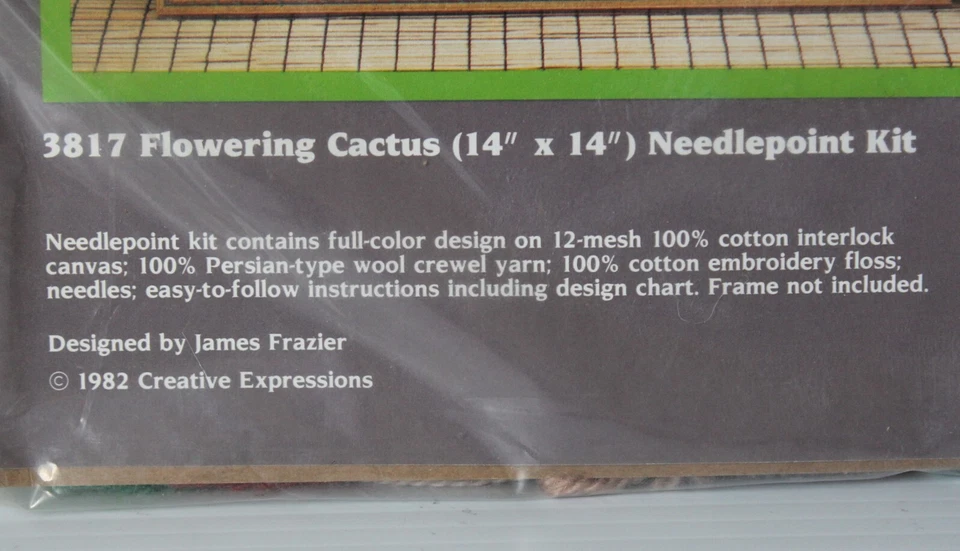 3817 Flowering Cactus (14″ x 14″) Needlepoint Kit
Needlepoint kit contains full-color design on 12-mesh 100% cotton interlock
canvas; 100% Persian-type wool crewel yarn; 100% cotton embroidery floss;
needles; easy-to-follow instructions including design chart. Frame not included.
Designed by James Frazier
© 1982 Creative Expressions